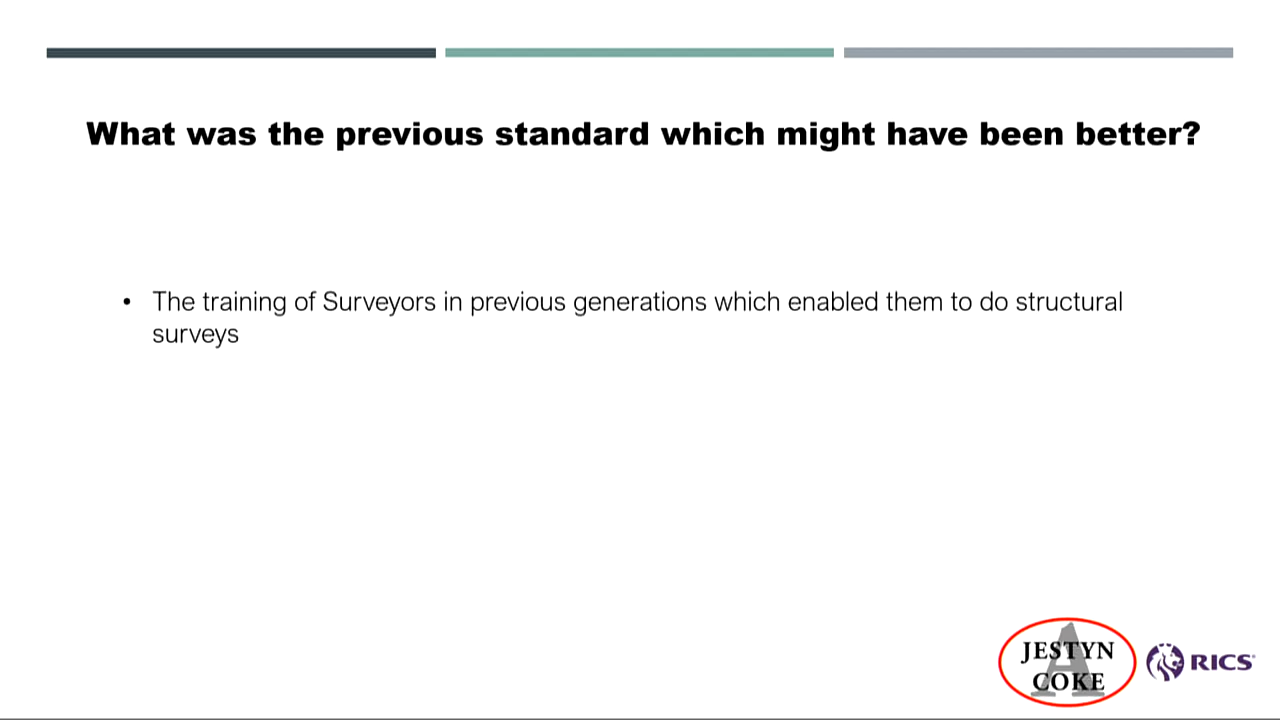 What was the previous standard which might have been better?
• The training of Surveyors in previous generations which enabled them to do structural
surveys
A
JESTYN
COKE
RICS